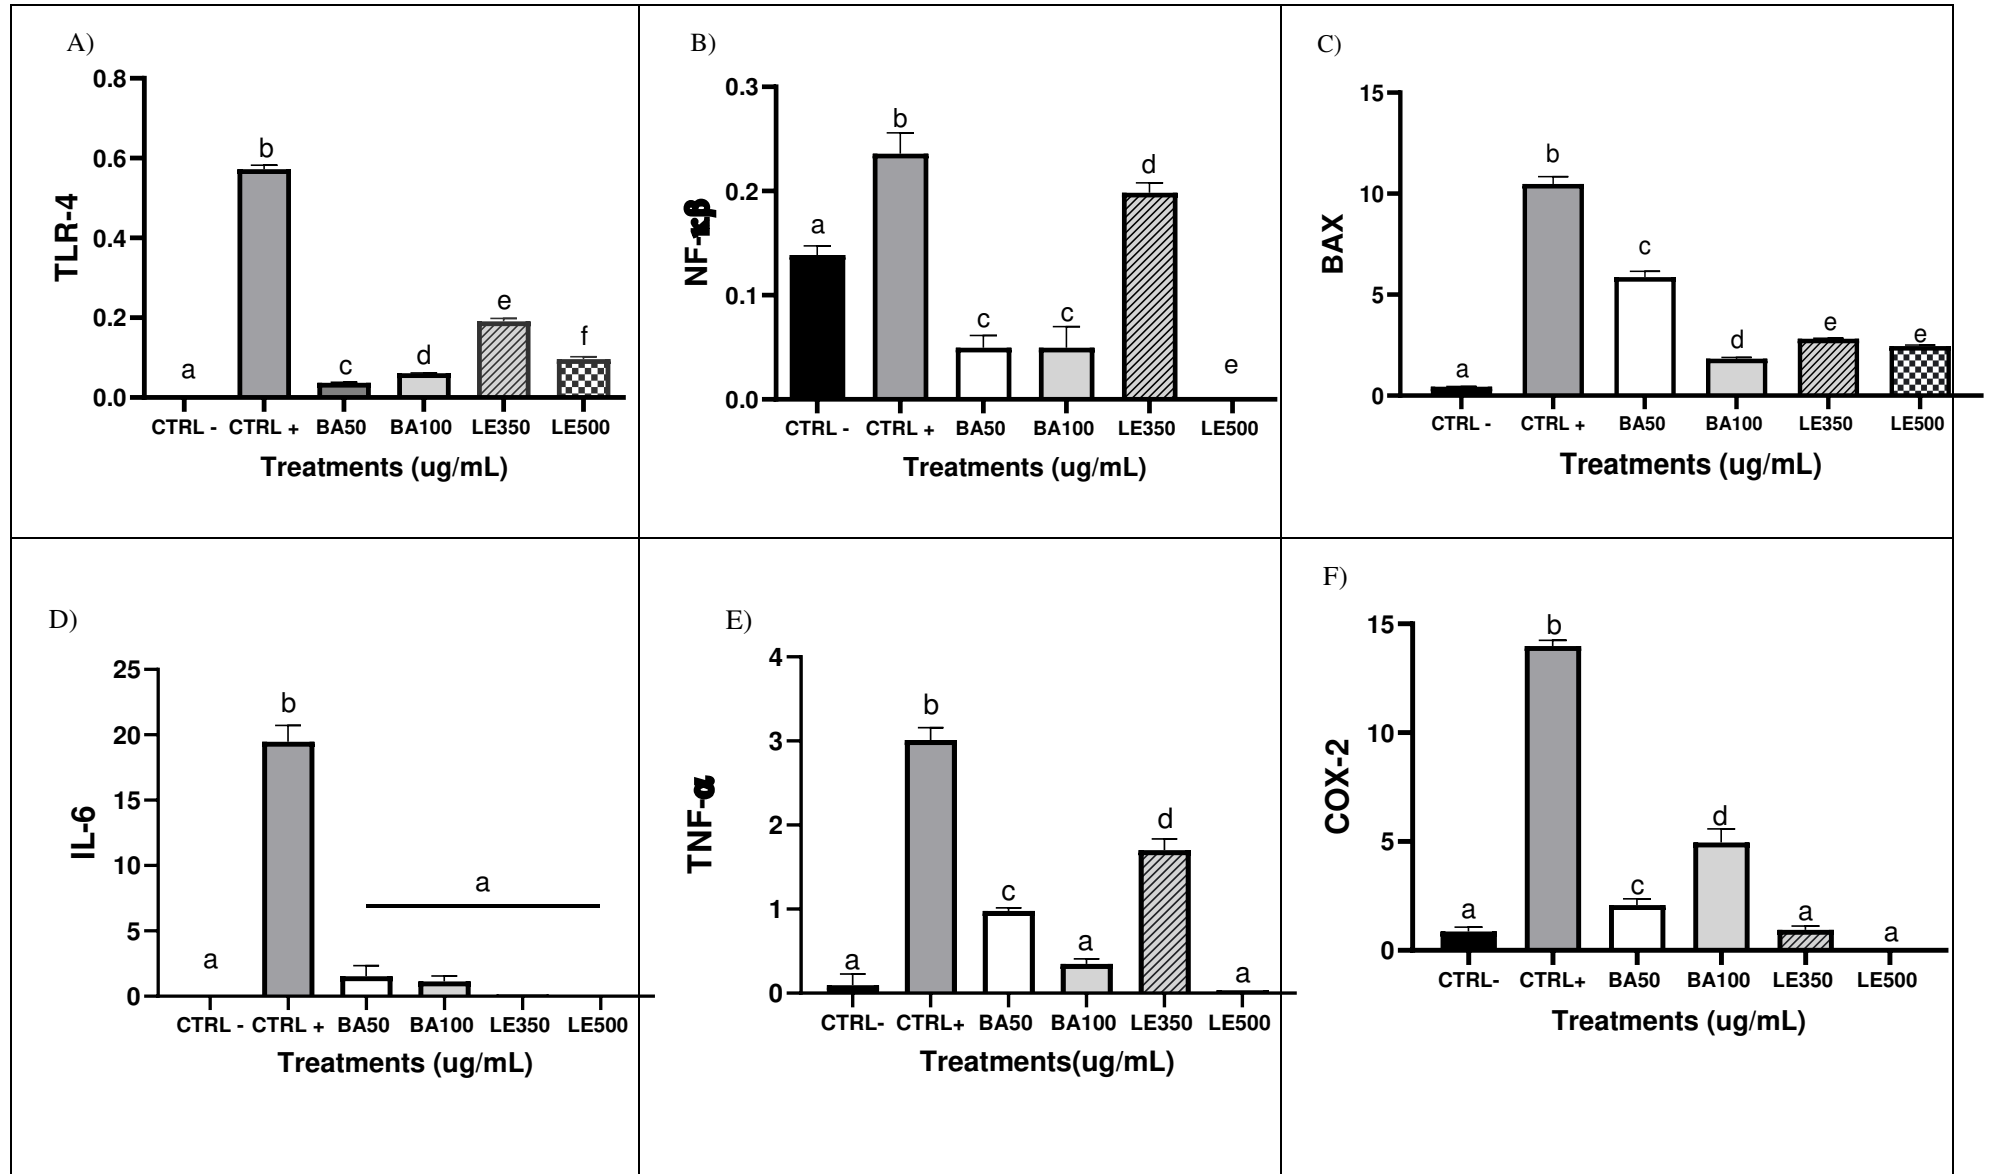 A)
TLR-4
0.8
0.6
0.4
0.2
0.0
a
b
c
d
e
f
CTRL - CTRL + BA50 BA100 LE350 LE500
Treatments (ug/mL)
B)
NF-κβ
0.3
0.2
0.1
0.0
a
b
c
c
d
e
CTRL - CTRL + BA50 BA100 LE350 LE500
Treatments (ug/mL)
C)
BAX
15
10
5
0
a
b
c
d
e
e
CTRL - CTRL + BA50 BA100 LE350 LE500
Treatments (ug/mL)
D)
IL-6
25
20
15
10
5
0
a
b
a
CTRL - CTRL + BA50 BA100 LE350 LE500
Treatments (ug/mL)
E)
TNF-α
4
3
2
1
0
a
b
c
a
d
a
CTRL- CTRL+ BA50 BA100 LE350 LE500
Treatments(ug/mL)
F)
COX-2
15
10
5
0
a
b
c
d
a
a
CTRL- CTRL+ BA50 BA100 LE350 LE500
Treatments (ug/mL)